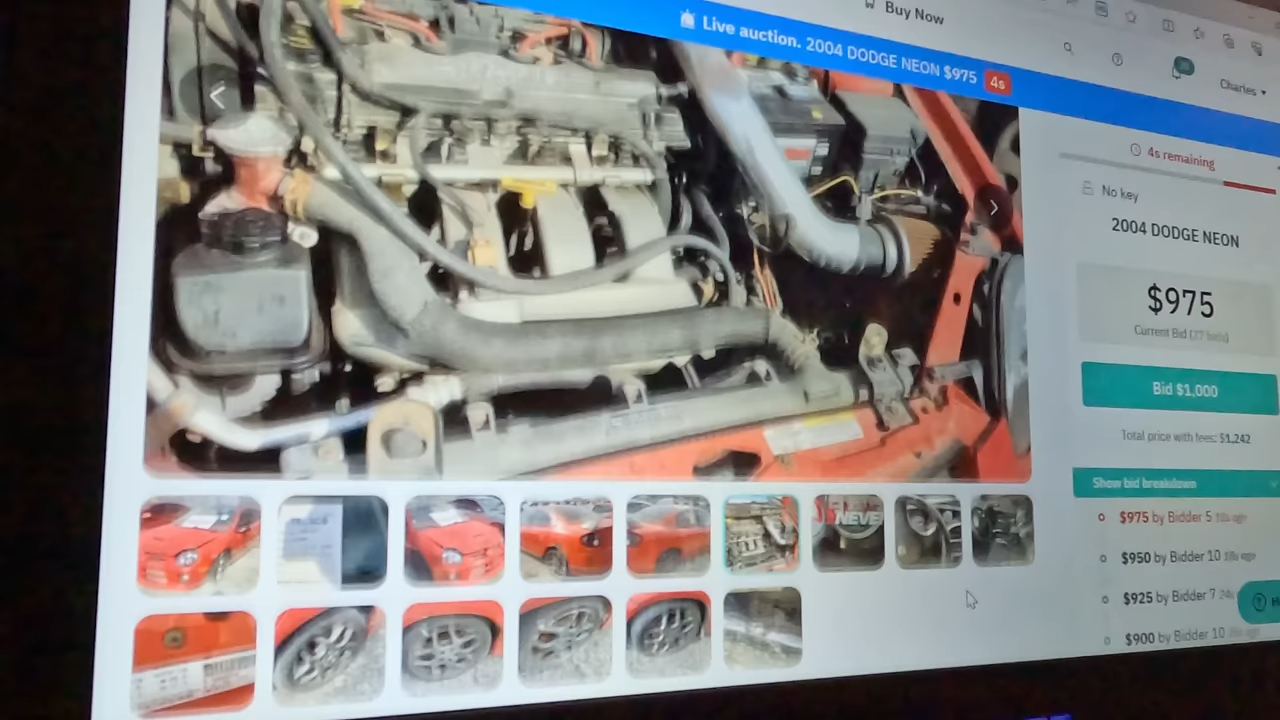 Buy Now
Live auction. 2004 DODGE NEON $975 4s
Charles
4s remaining
No key
2004 DODGE NEON
$975
Current Bid
Bid $1,000
Total price with fees: $1,242
Show bid breakdown
$975 by Bidder 5
$950 by Bidder 10
$925 by Bidder 7
$900 by Bidder 10
NEVER